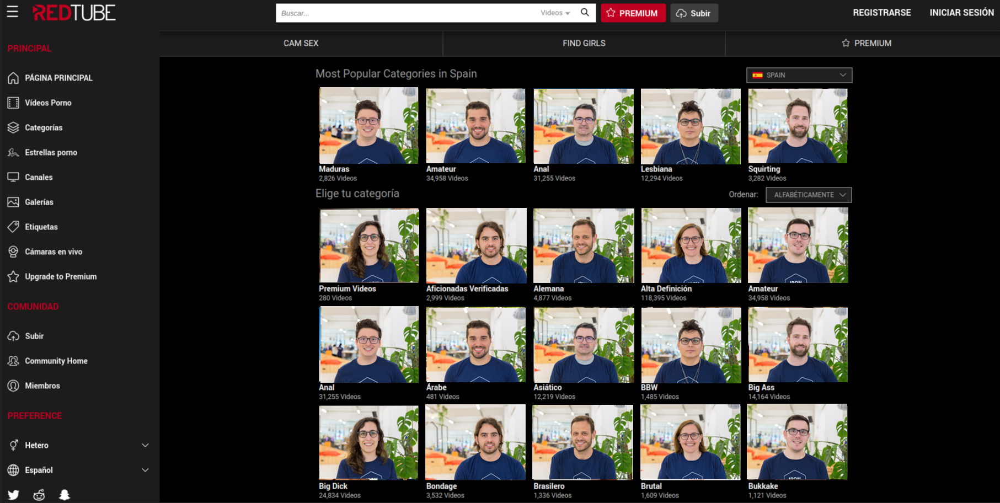 REDTUBE
Buscar...
Videos
PREMIUM
Subir
REGISTRARSE
INICIAR SESIÓN
CAM SEX
FIND GIRLS
PREMIUM
PRINCIPAL
PÁGINA PRINCIPAL
Vídeos Porno
Categorías
Estrellas porno
Canales
Galerías
Etiquetas
Cámaras en vivo
Upgrade to Premium
COMUNIDAD
Subir
Community Home
Miembros
PREFERENCE
Hetero
Español
Most Popular Categories in Spain
SPAIN
Maduras
2,826 Videos
Amateur
34,958 Videos
Anal
31,255 Videos
Lesbiana
12,294 Videos
Squirting
3,282 Videos
Elige tu categoría
Ordenar:
ALFABÉTICAMENTE
Premium Videos
280 Videos
Aficionadas Verificadas
2,999 Videos
Alemana
4,877 Videos
Alta Definición
118,395 Videos
IRON
Amateur
34,958 Videos
Anal
31,255 Videos
Árabe
481 Videos
Asiático
12,219 Videos
BBW
1,485 Videos
Big Ass
14,164 Videos
Big Dick
24,834 Videos
Bondage
3,532 Videos
Brasilero
1,336 Videos
Brutal
1,609 Videos
IRON
Bukkake
1,121 Videos